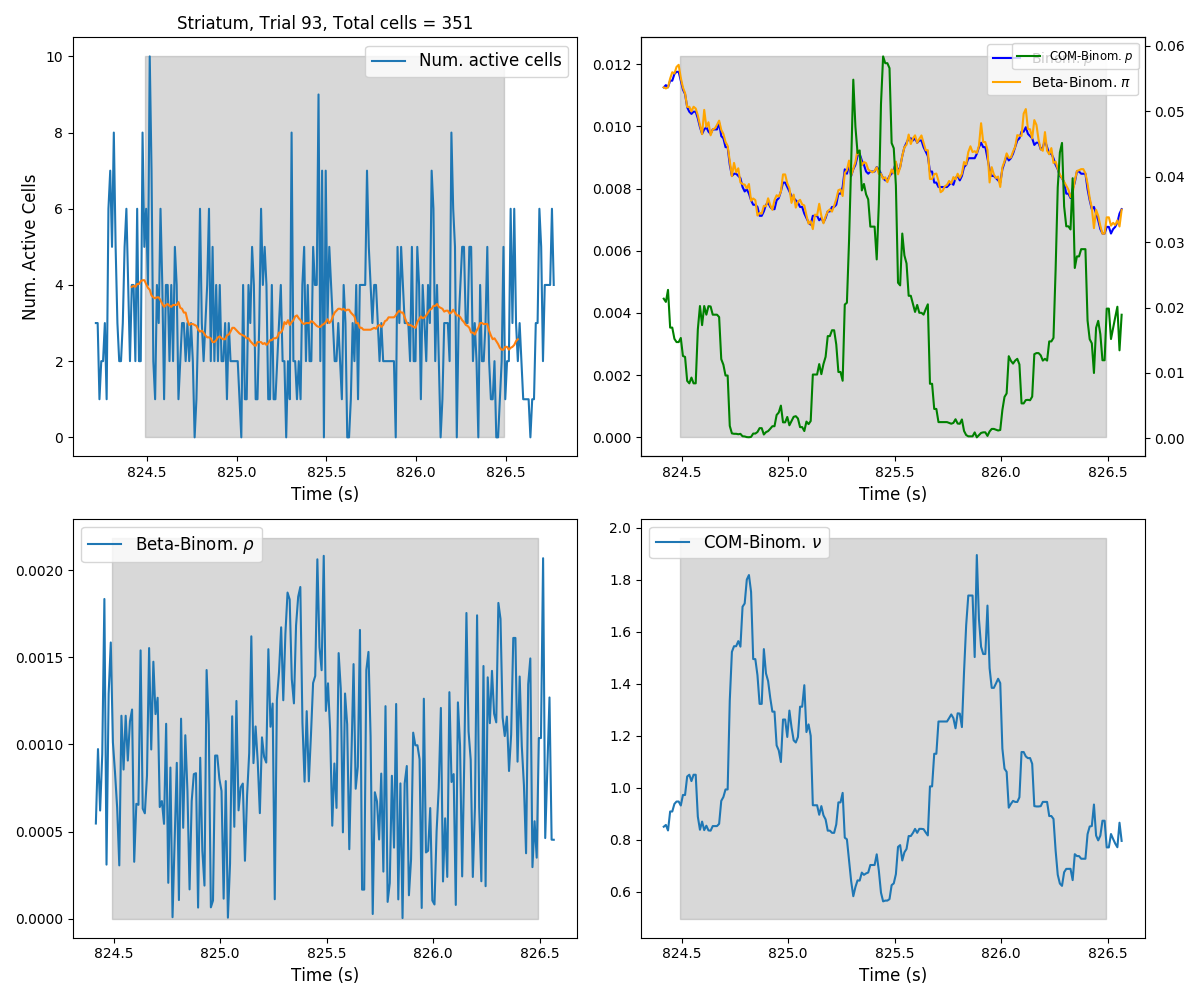 Striatum, Trial 93, Total cells = 351
Num. Active Cells
10
8
6
4
2
0
Num. active cells
824.5 825.0 825.5 826.0 826.5
Time (s)
0.012
0.010
0.008
0.006
0.004
0.002
0.000
COM-Binom. p
Beta-Binom. π
0.06
0.05
0.04
0.03
0.02
0.01
0.00
824.5 825.0 825.5 826.0 826.5
Time (s)
0.0020
0.0015
0.0010
0.0005
0.0000
Beta-Binom. ρ
824.5 825.0 825.5 826.0 826.5
Time (s)
2.0
1.8
1.6
1.4
1.2
1.0
0.8
0.6
COM-Binom. ν
824.5 825.0 825.5 826.0 826.5
Time (s)